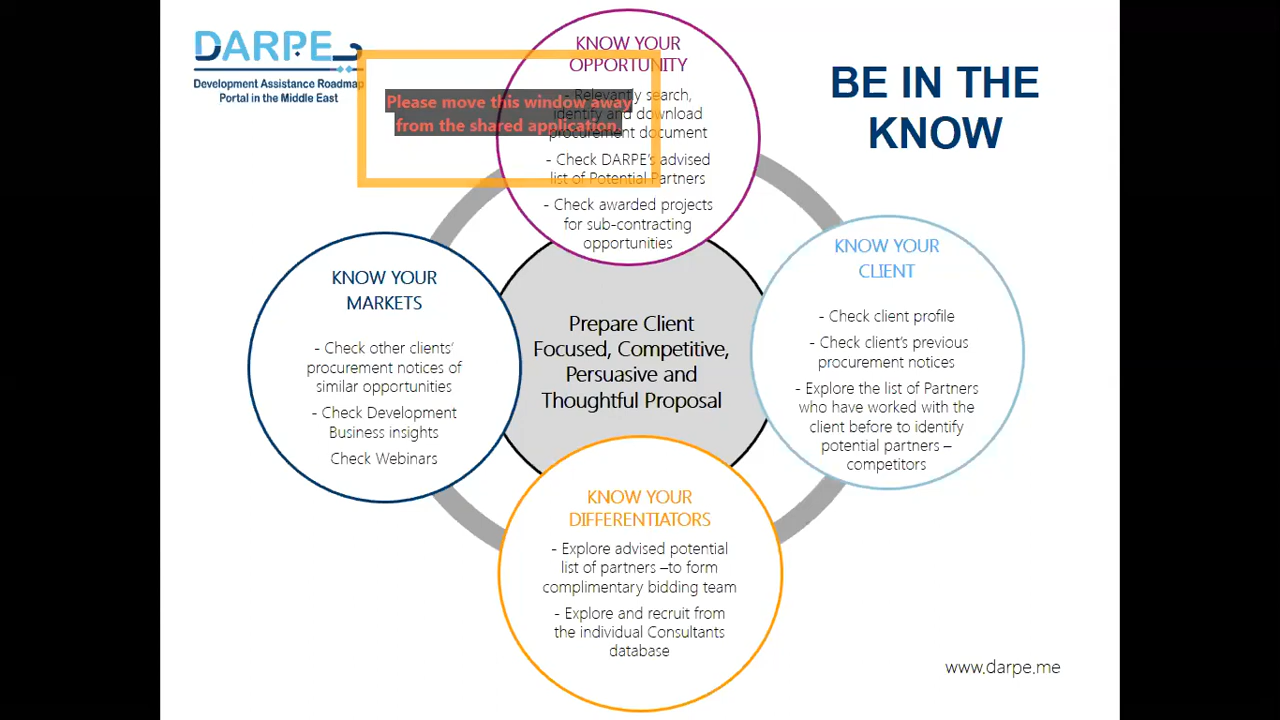 DARPE
Development Assistance Roadmap
Portal in the Middle East
BE IN THE
KNOW
KNOW YOUR
OPPORTUNITY
Please move this window away
from the shared application.
- Relevantly search,
identify and download
procurement document
- Check DARPE's advised
list of Potential Partners
- Check awarded projects
for sub-contracting
opportunities
KNOW YOUR
CLIENT
- Check client profile
- Check client's previous
procurement notices
- Explore the list of Partners
who have worked with the
client before to identify
potential partners –
competitors
KNOW YOUR
MARKETS
- Check other clients'
procurement notices of
similar opportunities
- Check Development
Business insights
Check Webinars
Prepare Client
Focused, Competitive,
Persuasive and
Thoughtful Proposal
KNOW YOUR
DIFFERENTIATORS
- Explore advised potential
list of partners –to form
complimentary bidding team
- Explore and recruit from
the individual Consultants
database
www.darpe.me